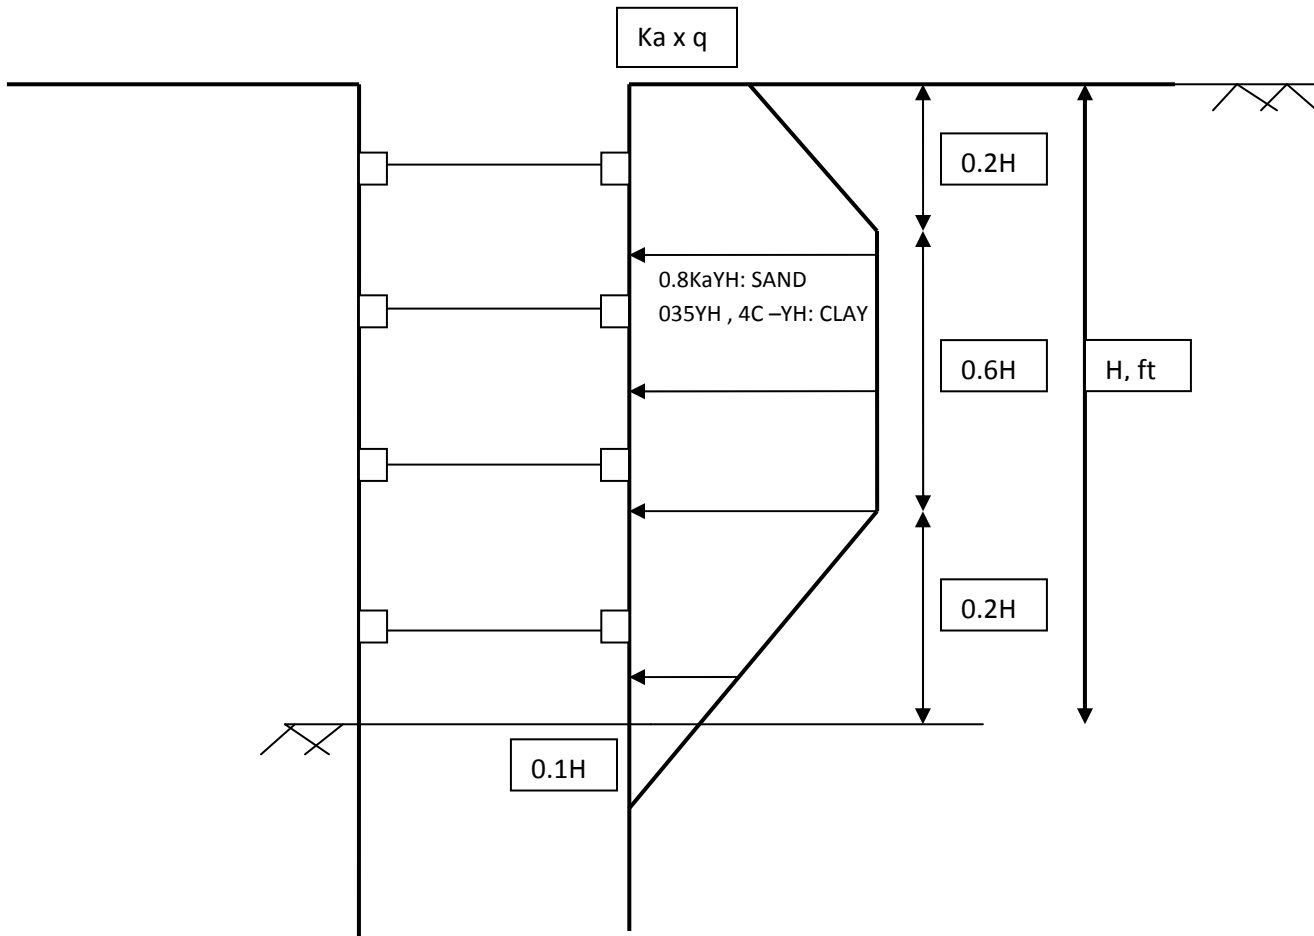 Ka x q
0.2H
0.8KaYH: SAND
035YH , 4C –YH: CLAY
0.6H
H, ft
0.2H
0.1H